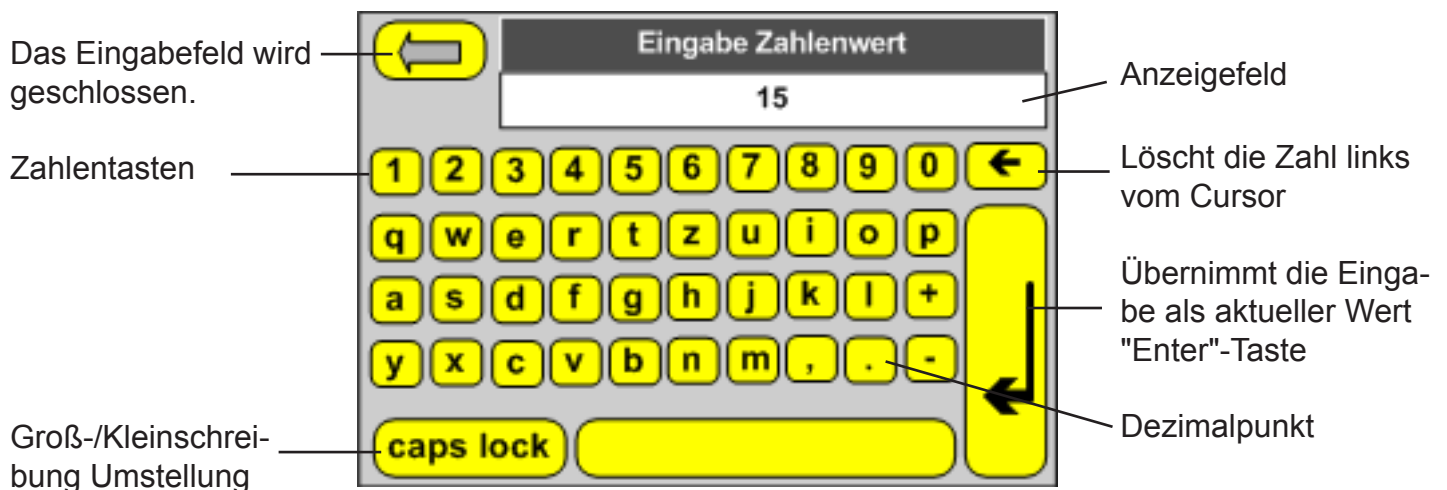 Das Eingabefeld wird
geschlossen.
Zahlentasten
Groß-/Kleinschrei-
bung Umstellung
Eingabe Zahlenwert
15
1 2 3 4 5 6 7 8 9 0
q w e r t z u i o p
a s d f g h j k l +
y x c v b n m , . -
caps lock
Anzeigefeld
Löscht die Zahl links
vom Cursor
Übernimmt die Einga-
be als aktueller Wert
"Enter"-Taste
Dezimalpunkt